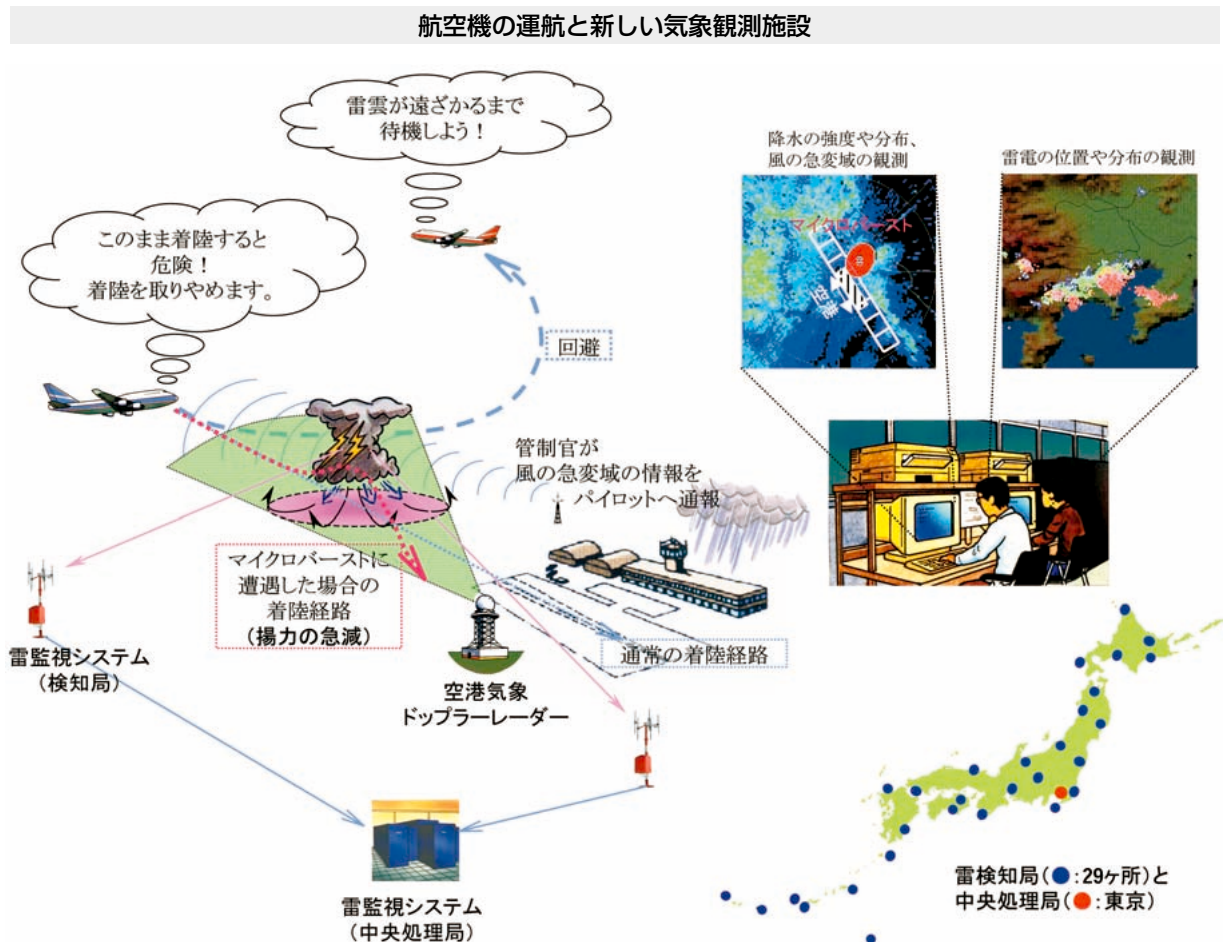 航空機の運航と新しい気象観測施設
雷雲が遠ざかるまで
待機しよう！
このまま着陸すると
危険！
着陸を取りやめます。
降水の強度や分布、
風の急変域の観測
雷電の位置や分布の観測
マイクロバースト
空港
回避
管制官が
風の急変域の情報を
パイロットへ通報
マイクロバーストに
遭遇した場合の
着陸経路
(揚力の急減)
通常の着陸経路
雷監視システム
(検知局)
空港気象
ドップラーレーダー
雷監視システム
(中央処理局)
雷検知局(●:29ヶ所)と
中央処理局(●:東京)